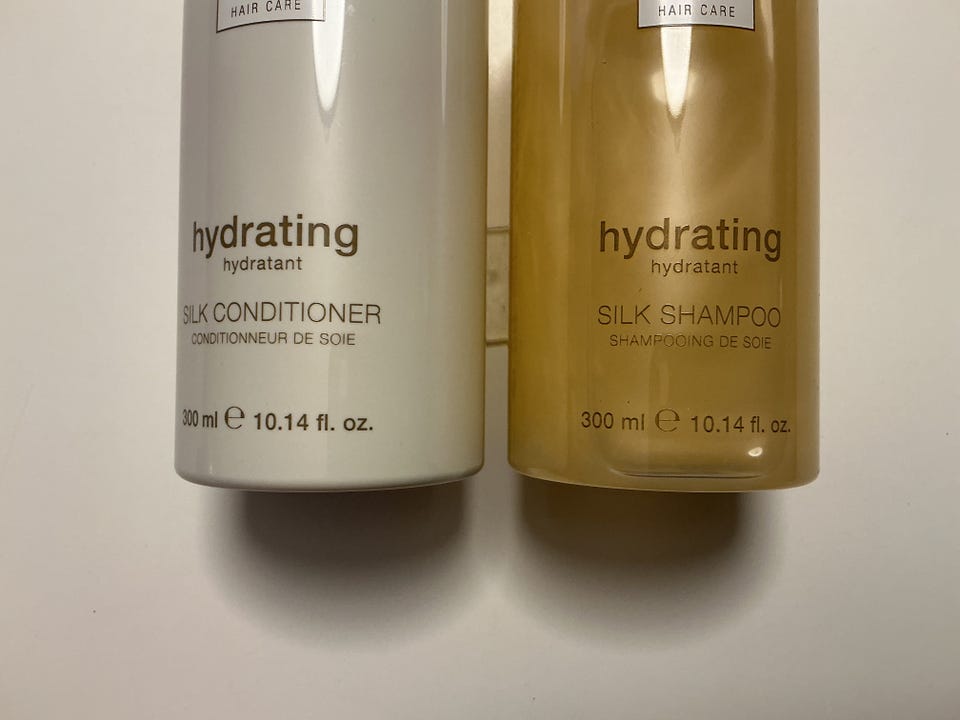 HAIR CARE
hydrating
hydratant
SILK CONDITIONER
CONDITIONNEUR DE SOIE
300 ml ℮ 10.14 fl. oz.
HAIR CARE
hydrating
hydratant
SILK SHAMPOO
SHAMPOOING DE SOIE
300 ml ℮ 10.14 fl. oz.